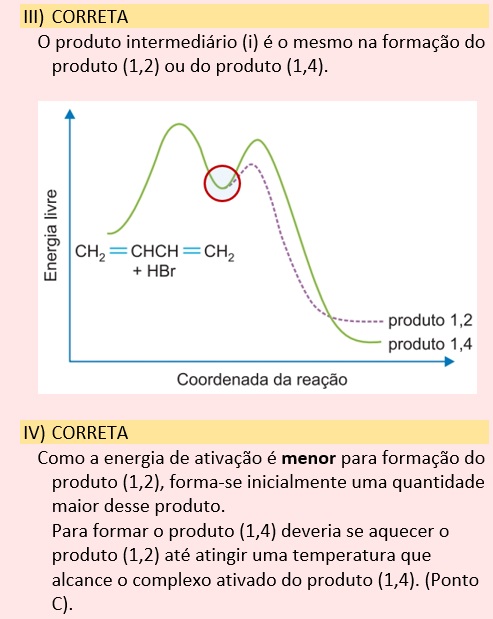 III) CORRETA
O produto intermediário (i) é o mesmo na formação do
produto (1,2) ou do produto (1,4).
Energia livre
CH₂=CHCH=CH₂
+ HBr
produto 1,2
produto 1,4
Coordenada da reação
IV) CORRETA
Como a energia de ativação é menor para formação do
produto (1,2), forma-se inicialmente uma quantidade
maior desse produto.
Para formar o produto (1,4) deveria se aquecer o
produto (1,2) até atingir uma temperatura que
alcance o complexo ativado do produto (1,4). (Ponto
C).